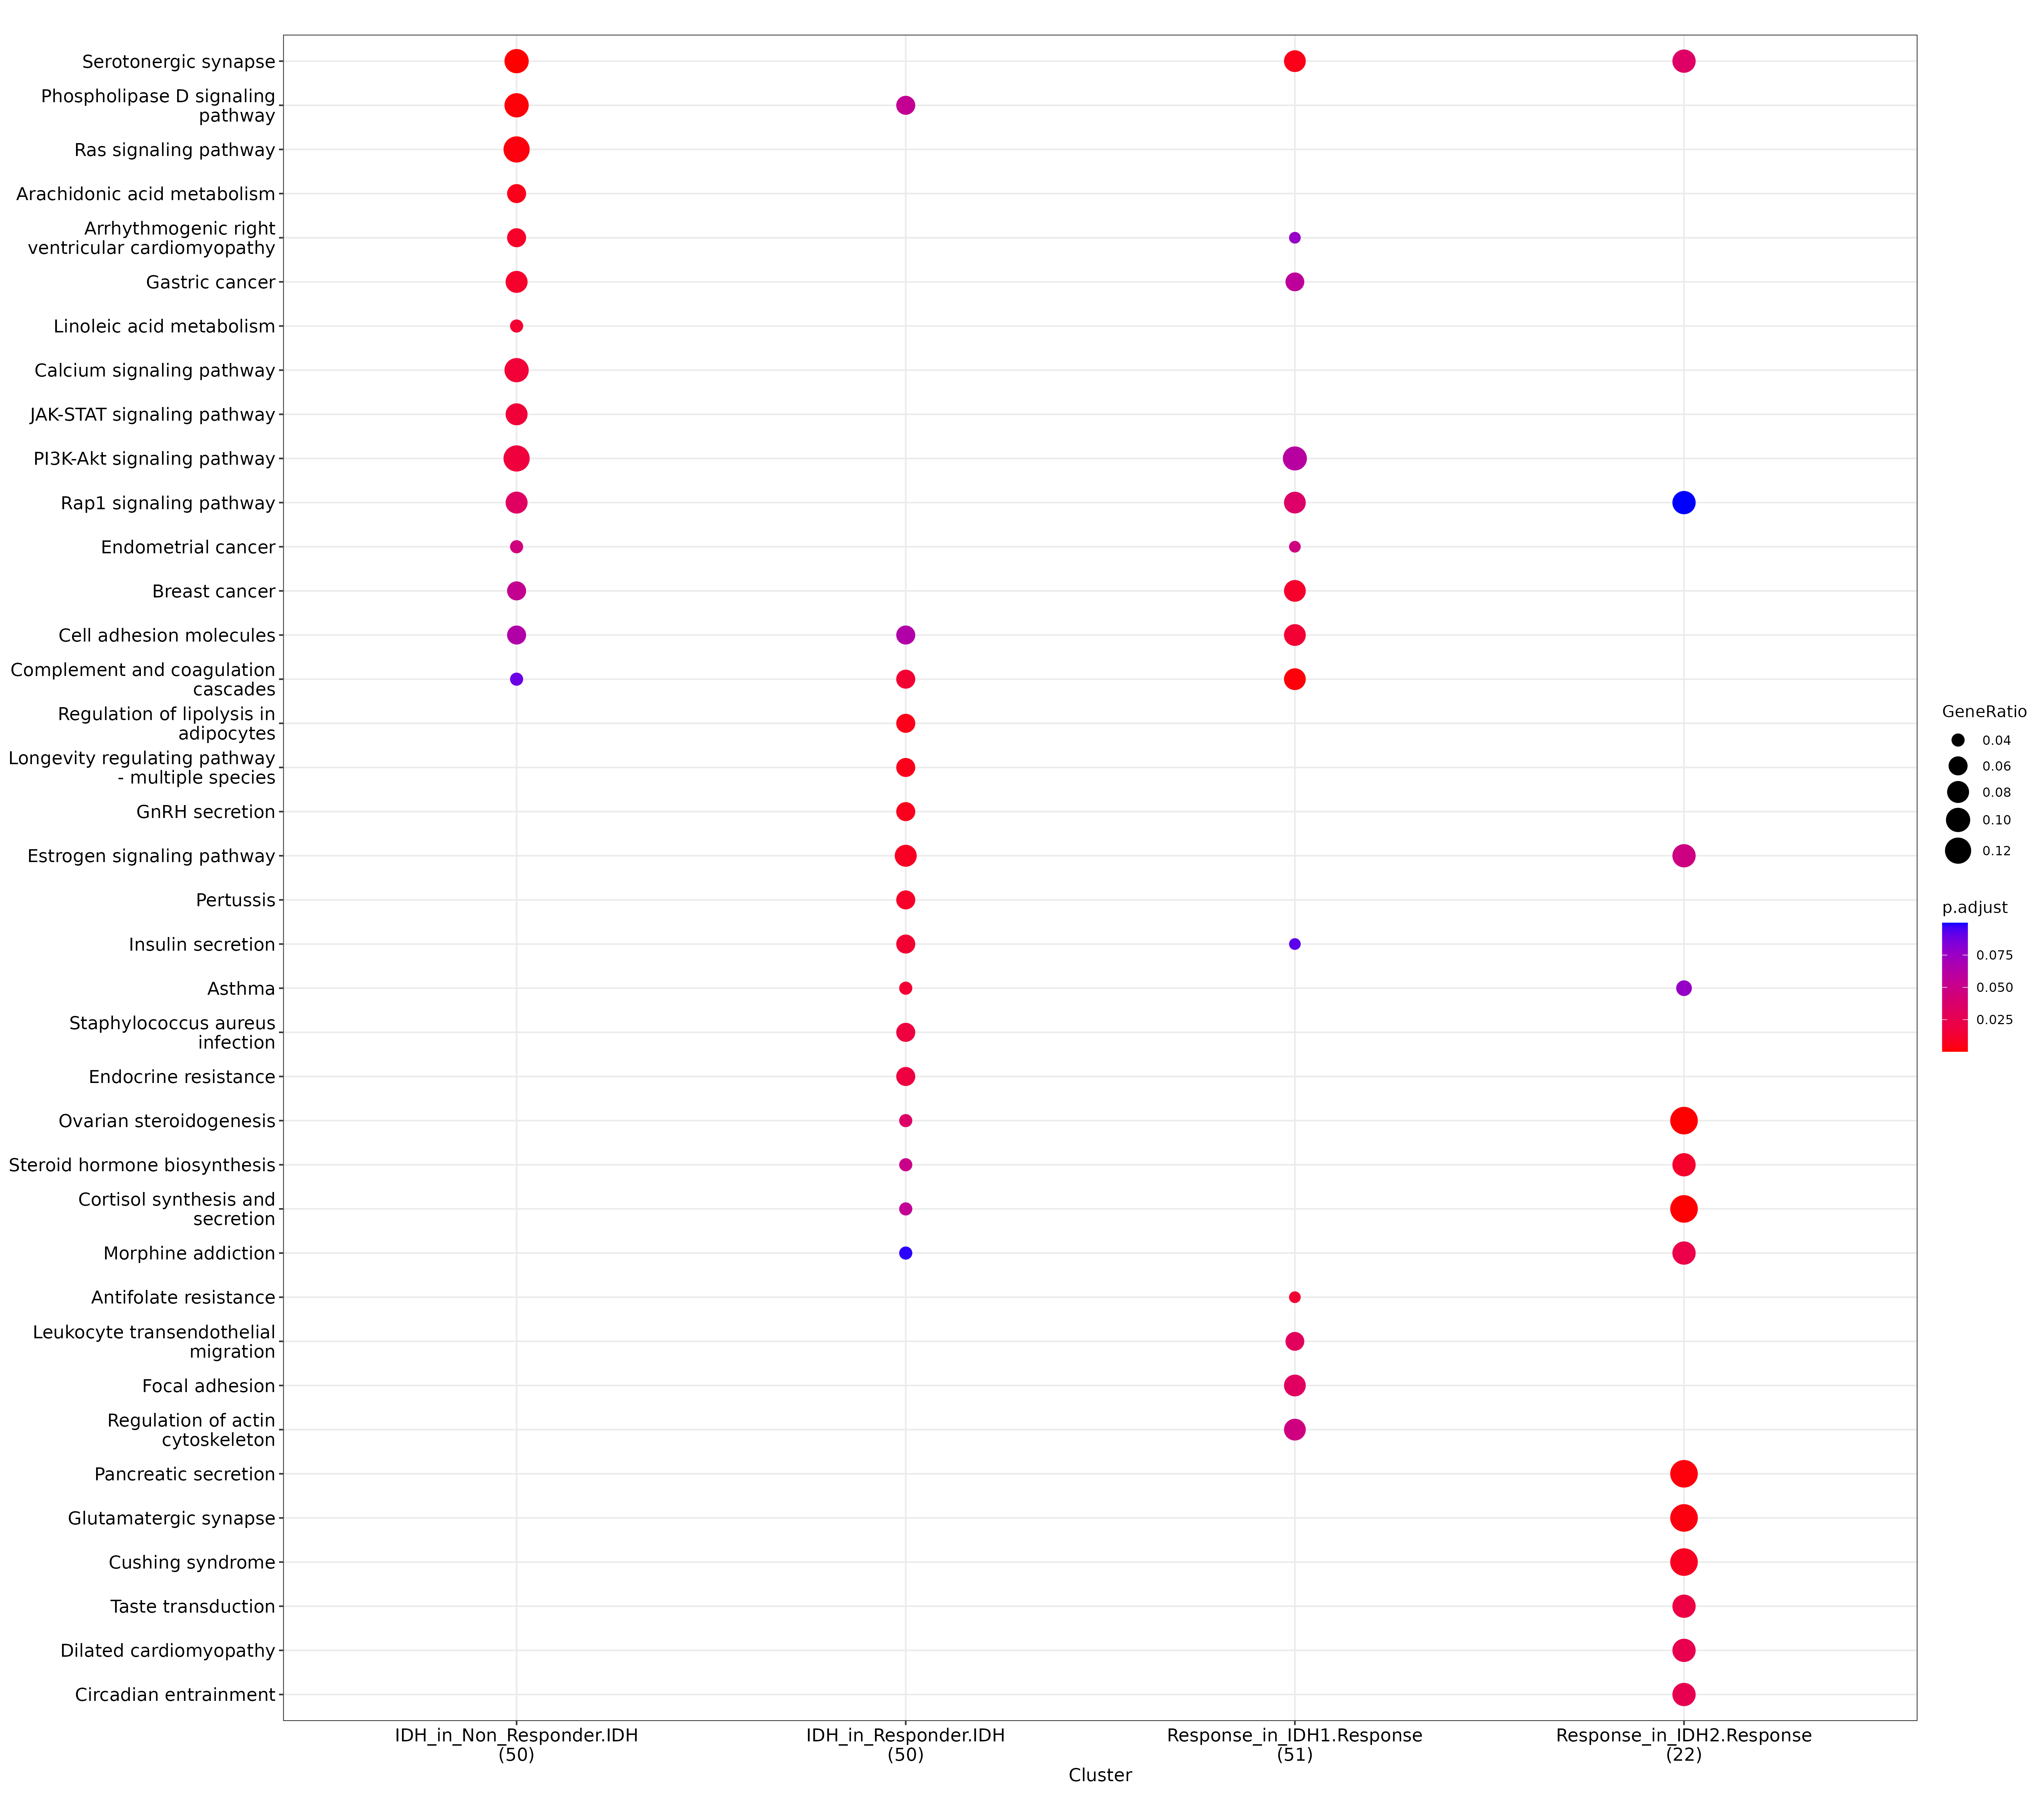 Serotonergic synapse
Phospholipase D signaling
pathway
Ras signaling pathway
Arachidonic acid metabolism
Arrhythmogenic right
ventricular cardiomyopathy
Gastric cancer
Linoleic acid metabolism
Calcium signaling pathway
JAK-STAT signaling pathway
PI3K-Akt signaling pathway
Rap1 signaling pathway
Endometrial cancer
Breast cancer
Cell adhesion molecules
Complement and coagulation
cascades
Regulation of lipolysis in
adipocytes
Longevity regulating pathway
- multiple species
GnRH secretion
Estrogen signaling pathway
Pertussis
Insulin secretion
Asthma
Staphylococcus aureus
infection
Endocrine resistance
Ovarian steroidogenesis
Steroid hormone biosynthesis
Cortisol synthesis and
secretion
Morphine addiction
Antifolate resistance
Leukocyte transendothelial
migration
Focal adhesion
Regulation of actin
cytoskeleton
Pancreatic secretion
Glutamatergic synapse
Cushing syndrome
Taste transduction
Dilated cardiomyopathy
Circadian entrainment
IDH_in_Non_Responder.IDH
(50)
IDH_in_Responder.IDH
(50)
Response_in_IDH1.Response
(51)
Response_in_IDH2.Response
(22)
Cluster
GeneRatio
0.04
0.06
0.08
0.10
0.12
p.adjust
0.075
0.050
0.025